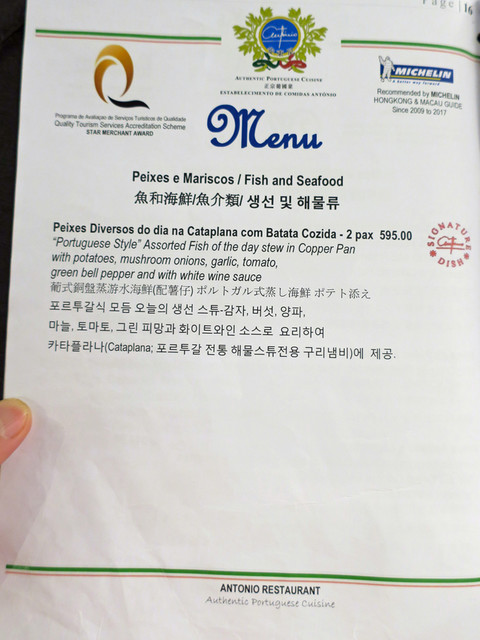 Page | 16
António
AUTHENTIC PORTUGUESE CUISINE
正宗葡國菜
ESTABLECIMENTO DE COMIDAS ANTÓNIO
Programa de Avaliação de Serviços Turísticos de Qualidade
Quality Tourism Services Accreditation Scheme
STAR MERCHANT AWARD
MICHELIN
a better way forward
Recommended by MICHELIN
HONGKONG & MACAU GUIDE
Since 2009 to 2017
Menu
Peixes e Mariscos / Fish and Seafood
魚和海鮮/魚介類/ 생선 및 해물류
Peixes Diversos do dia na Cataplana com Batata Cozida - 2 pax 595.00
"Portuguese Style" Assorted Fish of the day stew in Copper Pan
with potatoes, mushroom onions, garlic, tomato,
green bell pepper and with white wine sauce
葡式銅盤蒸游水海鮮(配薯仔) ポルトガル式蒸し海鮮 ポテト添え
포르투갈식 모듬 오늘의 생선 스튜-감자, 버섯, 양파,
마늘, 토마토, 그린 피망과 화이트와인 소스로 요리하여
카타플라나(Cataplana; 포르투갈 전통 해물스튜전용 구리냄비)에 제공.
SIGNATURE
DISH
ANTONIO RESTAURANT
Authentic Portuguese Cuisine